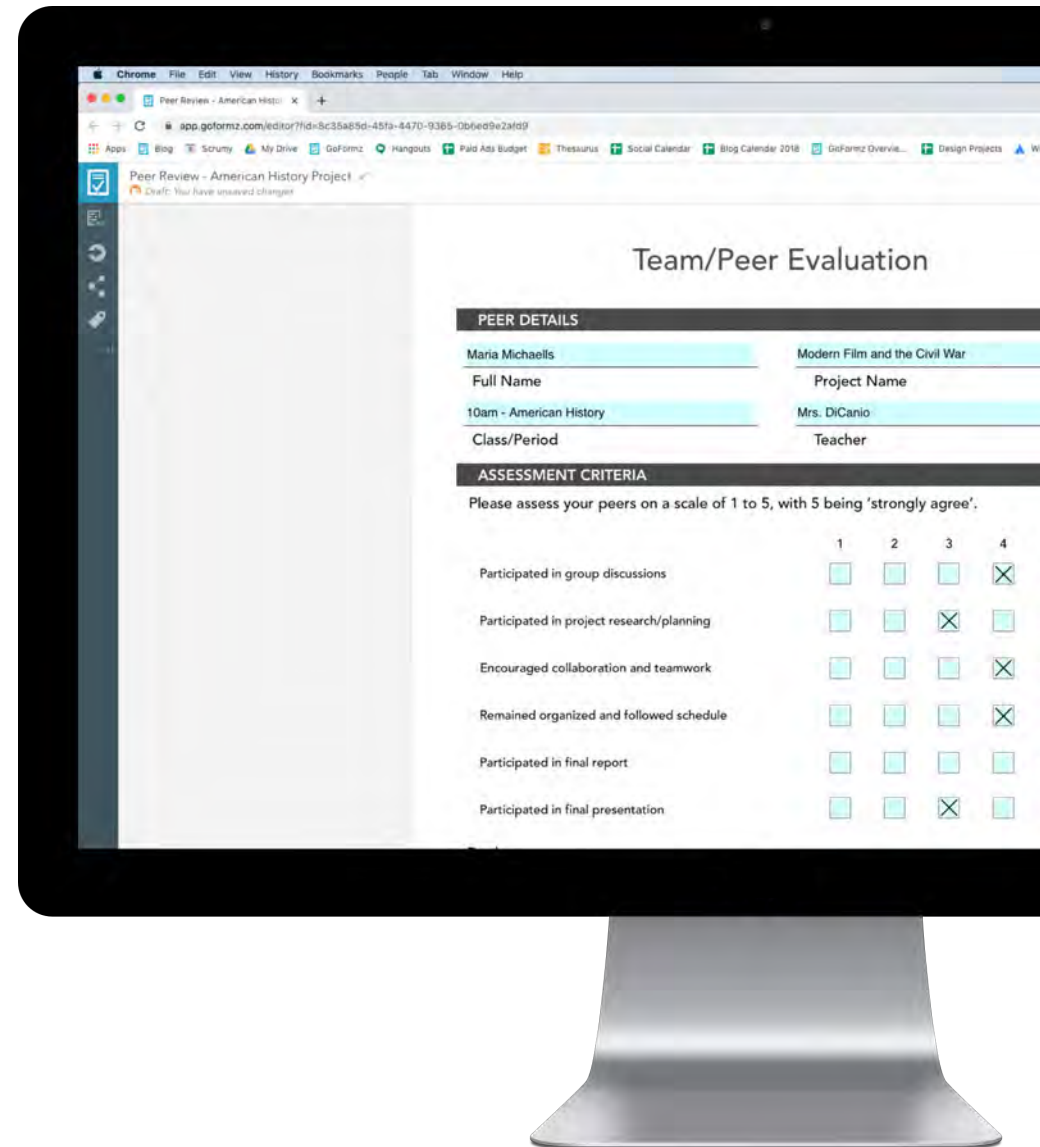 Chrome File Edit View History Bookmarks People Tab Window Help
Peer Review - American Histor × +
app.goformz.com/editor?fid=8c35a85d-45fa-4470-9365-0b6ed9e2afd9
Apps Blog Scrumy My Drive GoFormz Hangouts Paid Ads Budget Thesaurus Social Calendar Blog Calendar 2018 GoFormz Overvie... Design Projects
Peer Review - American History Project
Draft: You have unsaved changes
Team/Peer Evaluation
PEER DETAILS
Maria Michaells Modern Film and the Civil War
Full Name Project Name
10am - American History Mrs. DiCanio
Class/Period Teacher
ASSESSMENT CRITERIA
Please assess your peers on a scale of 1 to 5, with 5 being 'strongly agree'.
1 2 3 4
Participated in group discussions
Participated in project research/planning
Encouraged collaboration and teamwork
Remained organized and followed schedule
Participated in final report
Participated in final presentation